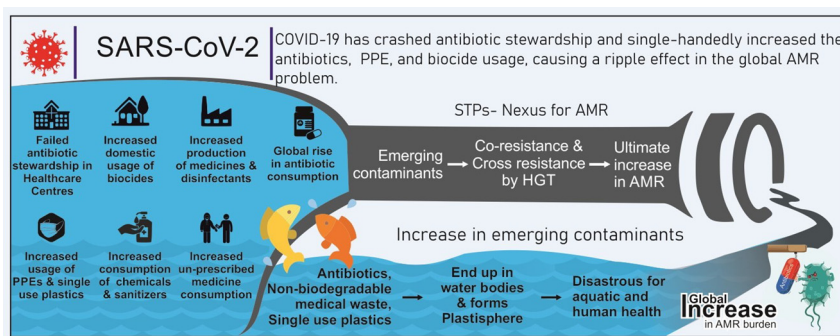 SARS-CoV-2
COVID-19 has crashed antibiotic stewardship and single-handedly increased the
antibiotics, PPE, and biocide usage, causing a ripple effect in the global AMR
problem.
Failed
antibiotic
stewardship in
Healthcare
Centres
Increased
domestic
usage of
biocides
Increased
production
of medicines &
disinfectants
Global rise
in antibiotic
consumption
Increased
usage of
PPEs & single
use plastics
Increased
consumption
of chemicals
& sanitizers
Increased
un-prescribed
medicine
consumption
STPs- Nexus for AMR
Emerging
contaminants
Co-resistance &
Cross resistance
by HGT
Ultimate
increase
in AMR
Increase in emerging contaminants
Antibiotics,
Non-biodegradable
medical waste,
Single use plastics
End up in
water bodies
& forms
Plastisphere
Disastrous for
aquatic and
human health
Global
Increase
in AMR burden
Antibiotic